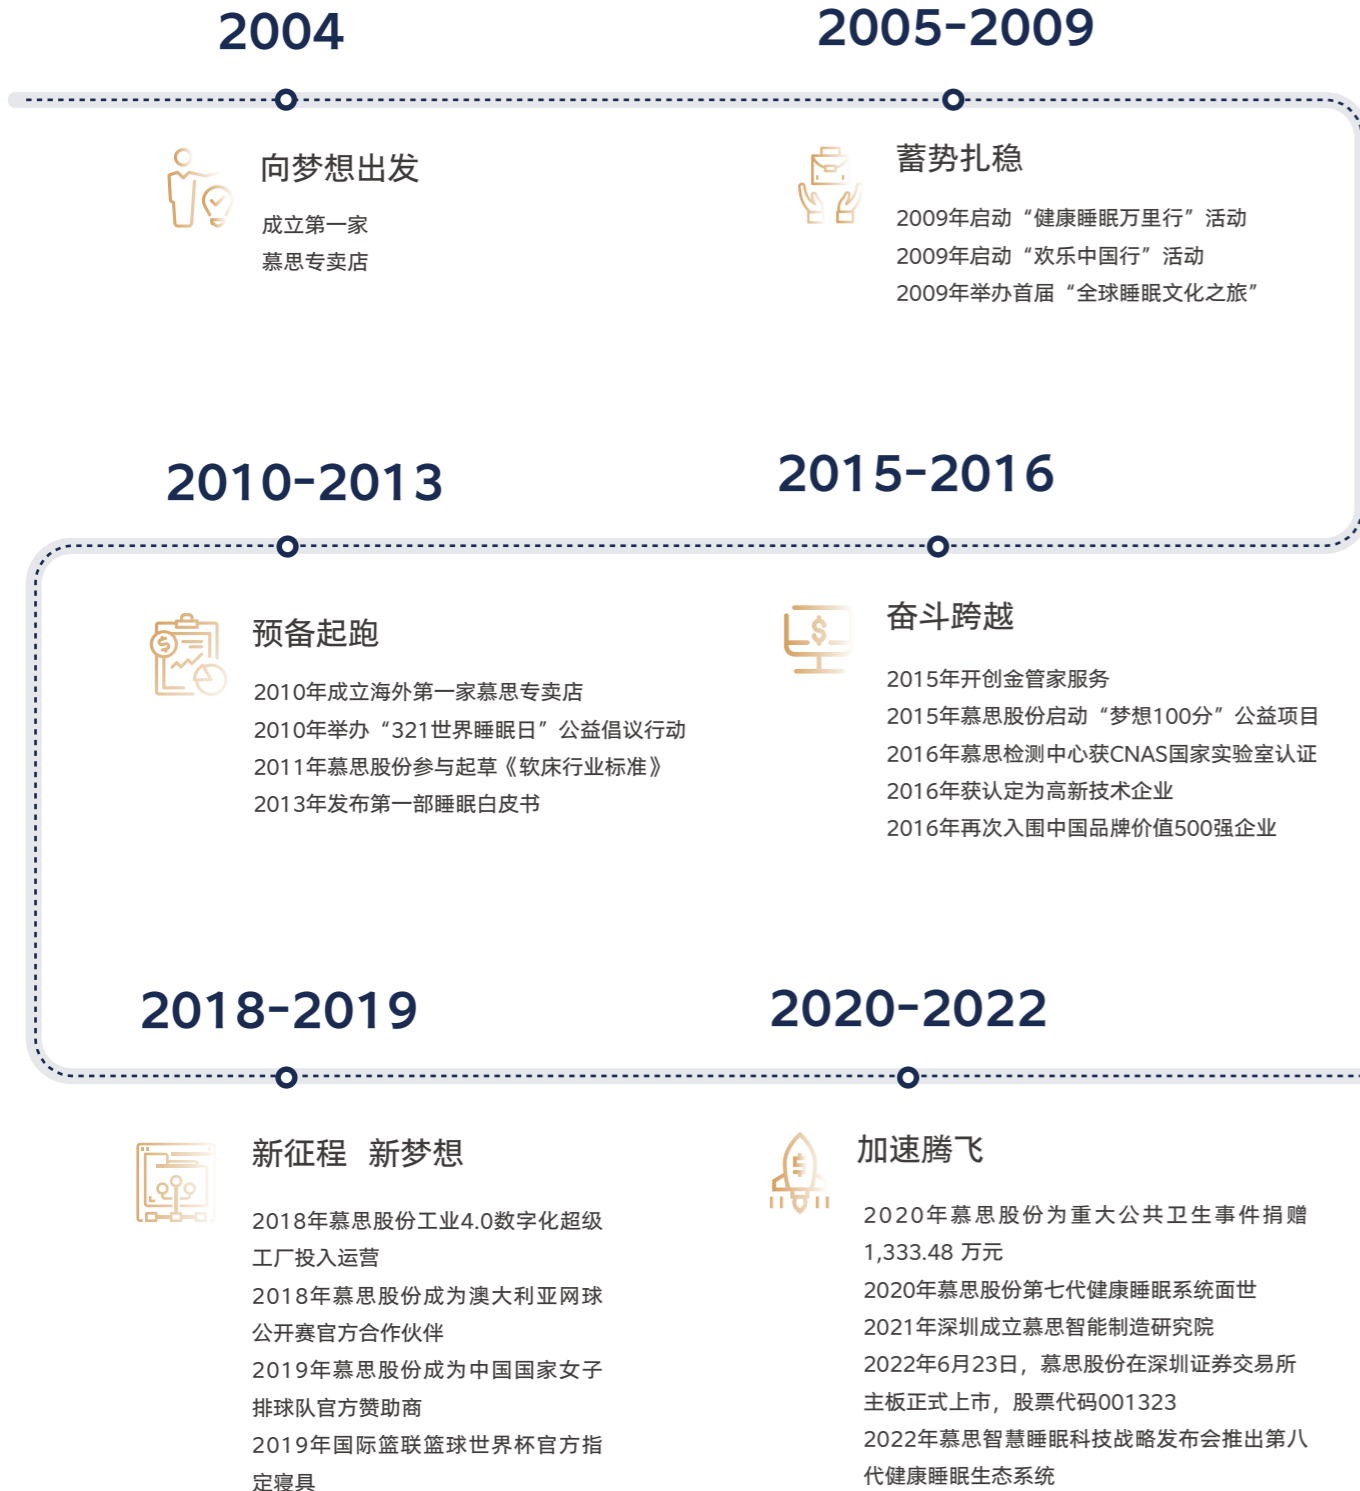 2004
向梦想出发
成立第一家
慕思专卖店
2005-2009
蓄势扎稳
2009年启动“健康睡眠万里行”活动
2009年启动“欢乐中国行”活动
2009年举办首届“全球睡眠文化之旅”
2010-2013
预备起跑
2010年成立海外第一家慕思专卖店
2010年举办“321世界睡眠日”公益倡议行动
2011年慕思股份参与起草《软床行业标准》
2013年发布第一部睡眠白皮书
2015-2016
奋斗跨越
2015年开创金管家服务
2015年慕思股份启动“梦想100分”公益项目
2016年慕思检测中心获CNAS国家实验室认证
2016年获认定为高新技术企业
2016年再次入围中国品牌价值500强企业
2018-2019
新征程 新梦想
2018年慕思股份工业4.0数字化超级
工厂投入运营
2018年慕思股份成为澳大利亚网球
公开赛官方合作伙伴
2019年慕思股份成为中国国家女子
排球队官方赞助商
2019年国际篮联篮球世界杯官方指
定寝具
2020-2022
加速腾飞
2020年慕思股份为重大公共卫生事件捐赠
1,333.48 万元
2020年慕思股份第七代健康睡眠系统面世
2021年深圳成立慕思智能制造研究院
2022年6月23日，慕思股份在深圳证券交易所
主板正式上市，股票代码001323
2022年慕思智慧睡眠科技战略发布会推出第八
代健康睡眠生态系统